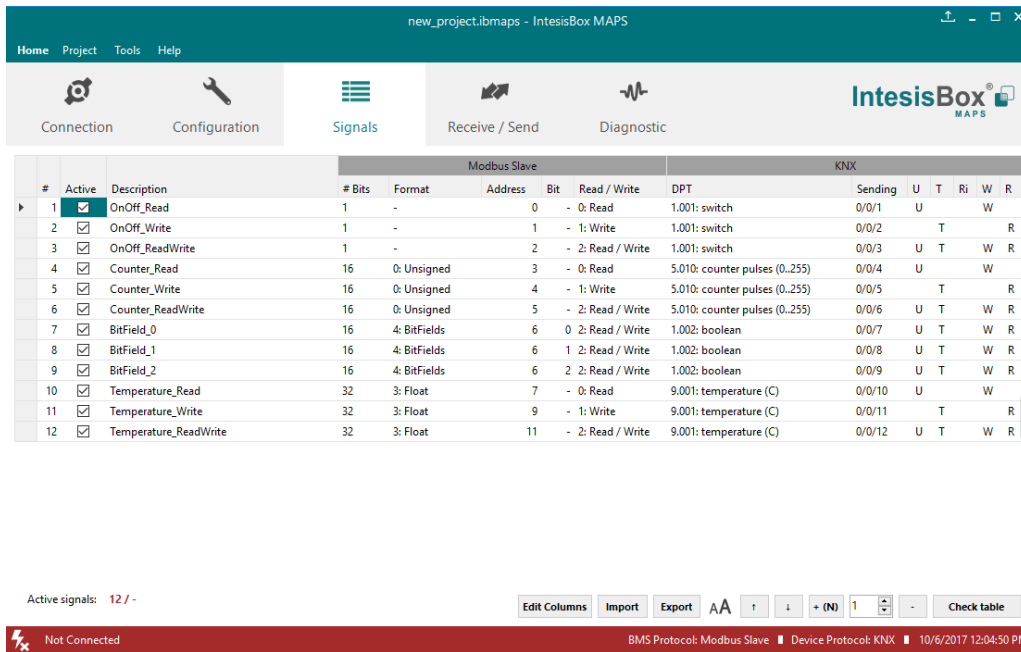 new_project.ibmaps - IntesisBox MAPS
Home Project Tools Help
Connection Configuration Signals Receive / Send Diagnostic IntesisBox® MAPS
Modbus Slave KNX
# Active Description # Bits Format Address Bit Read / Write DPT Sending U T Ri W R
1 OnOff_Read 1 - 0 - 0: Read 1.001: switch 0/0/1 U W
2 OnOff_Write 1 - 1 - 1: Write 1.001: switch 0/0/2 T R
3 OnOff_ReadWrite 1 - 2 - 2: Read / Write 1.001: switch 0/0/3 U T W R
4 Counter_Read 16 0: Unsigned 3 - 0: Read 5.010: counter pulses (0..255) 0/0/4 U W
5 Counter_Write 16 0: Unsigned 4 - 1: Write 5.010: counter pulses (0..255) 0/0/5 T R
6 Counter_ReadWrite 16 0: Unsigned 5 - 2: Read / Write 5.010: counter pulses (0..255) 0/0/6 U T W R
7 BitField_0 16 4: BitFields 6 0 2: Read / Write 1.002: boolean 0/0/7 U T W R
8 BitField_1 16 4: BitFields 6 1 2: Read / Write 1.002: boolean 0/0/8 U T W R
9 BitField_2 16 4: BitFields 6 2 2: Read / Write 1.002: boolean 0/0/9 U T W R
10 Temperature_Read 32 3: Float 7 - 0: Read 9.001: temperature (C) 0/0/10 U W
11 Temperature_Write 32 3: Float 9 - 1: Write 9.001: temperature (C) 0/0/11 T R
12 Temperature_ReadWrite 32 3: Float 11 - 2: Read / Write 9.001: temperature (C) 0/0/12 U T W R
Active signals: 12 / - Edit Columns Import Export AA ↑ ↓ + (N) 1 - Check table
Not Connected BMS Protocol: Modbus Slave Device Protocol: KNX 10/6/2017 12:04:50 PM